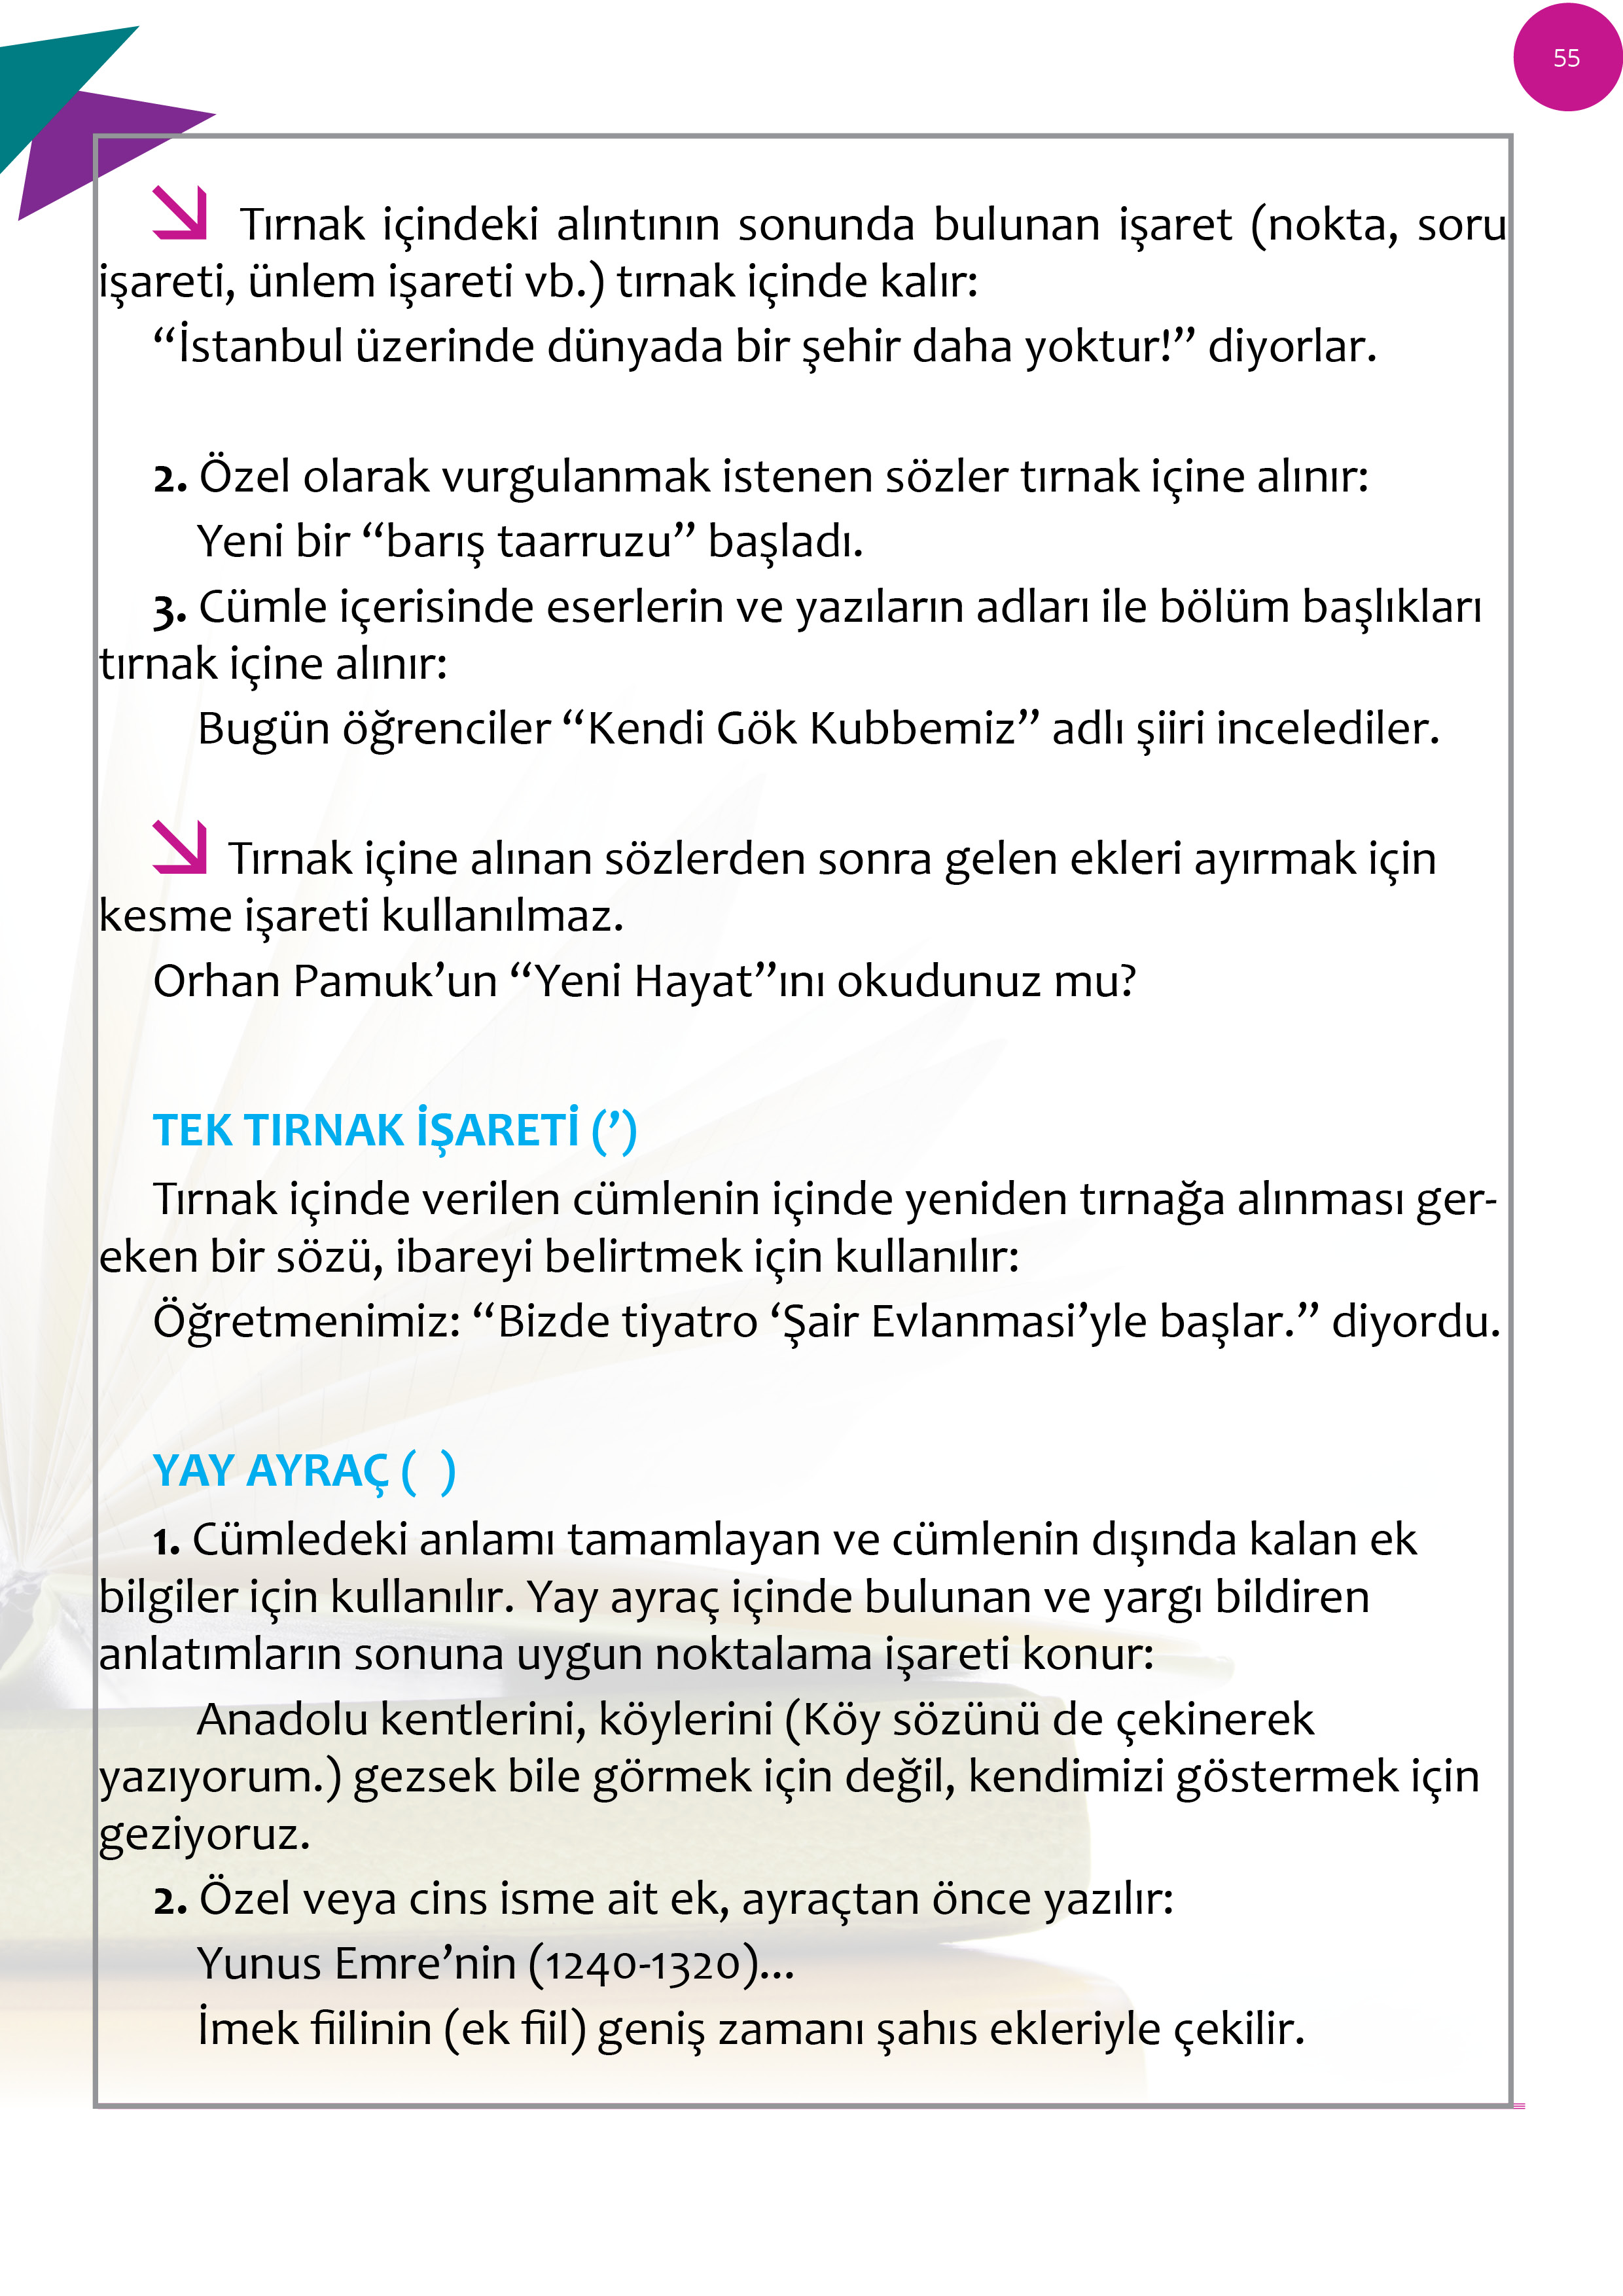 55
Tırnak içindeki alıntının sonunda bulunan işaret (nokta, soru
işareti, ünlem işareti vb.) tırnak içinde kalır:
“İstanbul üzerinde dünyada bir şehir daha yoktur!” diyorlar.
2. Özel olarak vurgulanmak istenen sözler tırnak içine alınır:
Yeni bir “barış taarruzu” başladı.
3. Cümle içerisinde eserlerin ve yazıların adları ile bölüm başlıkları
tırnak içine alınır:
Bugün öğrenciler “Kendi Gök Kubbemiz” adlı şiiri incelediler.
Tırnak içine alınan sözlerden sonra gelen ekleri ayırmak için
kesme işareti kullanılmaz.
Orhan Pamuk’un “Yeni Hayat”ını okudunuz mu?
TEK TIRNAK İŞARETİ (’)
Tırnak içinde verilen cümlenin içinde yeniden tırnağa alınması ger-
eken bir sözü, ibareyi belirtmek için kullanılır:
Öğretmenimiz: “Bizde tiyatro ‘Şair Evlanmasi’yle başlar.” diyordu.
YAY AYRAÇ ( )
1. Cümledeki anlamı tamamlayan ve cümlenin dışında kalan ek
bilgiler için kullanılır. Yay ayraç içinde bulunan ve yargı bildiren
anlatımların sonuna uygun noktalama işareti konur:
Anadolu kentlerini, köylerini (Köy sözünü de çekinerek
yazıyorum.) gezsek bile görmek için değil, kendimizi göstermek için
geziyoruz.
2. Özel veya cins isme ait ek, ayraçtan önce yazılır:
Yunus Emre’nin (1240-1320)...
İmek fiilinin (ek fiil) geniş zamanı şahıs ekleriyle çekilir.